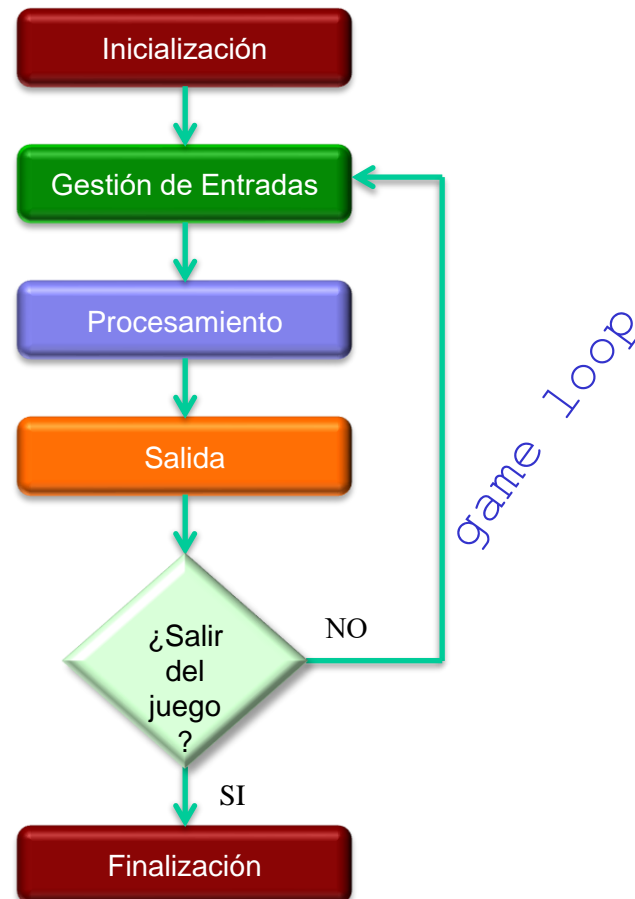 Inicialización
Gestión de Entradas
Procesamiento
game loop
Salida
¿Salir
del
juego
?
NO
SI
Finalización